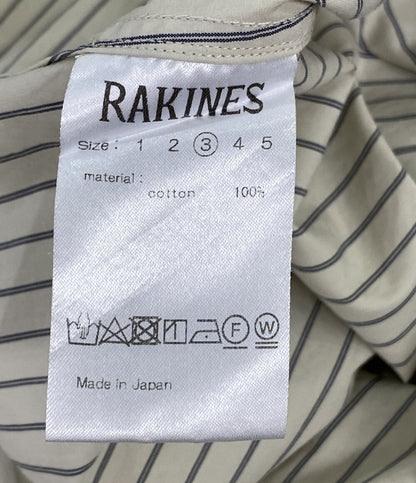 RAKINES
Size : 1 2 3 4 5
material :
cotton 100%
F W
Made in Japan